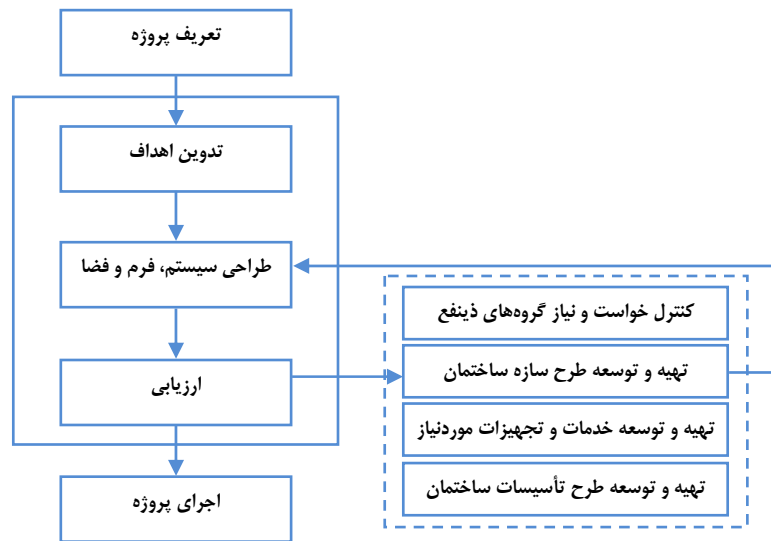 تعریف پروژه
تدوین اهداف
طراحی سیستم، فرم و فضا
ارزیابی
اجرای پروژه
کنترل خواست و نیاز گروه‌های ذینفع
تهیه و توسعه طرح سازه ساختمان
تهیه و توسعه خدمات و تجهیزات موردنیاز
تهیه و توسعه طرح تأسیسات ساختمان